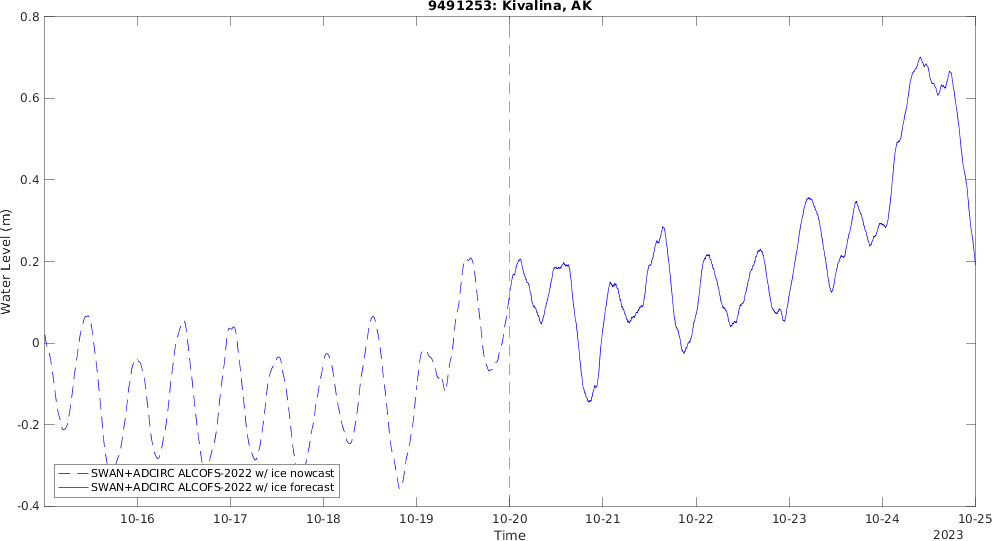 9491253: Kivalina, AK
0.8
0.6
0.4
0.2
0
-0.2
-0.4
Water Level (m)
SWAN+ADCIRC ALCOFS-2022 w/ ice nowcast
SWAN+ADCIRC ALCOFS-2022 w/ ice forecast
10-16 10-17 10-18 10-19 10-20 10-21 10-22 10-23 10-24 10-25
Time
2023